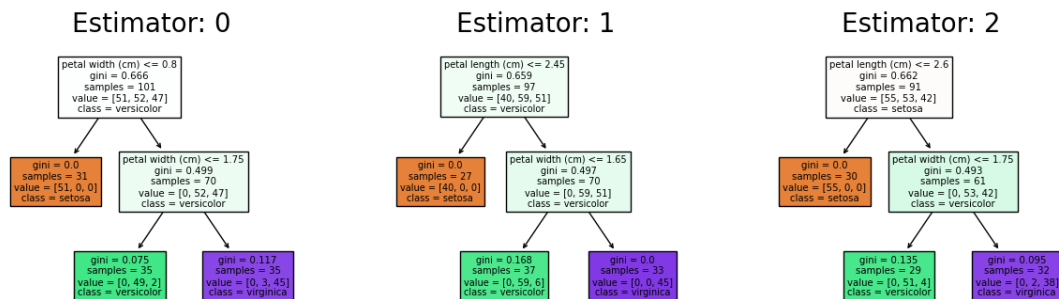 Estimator: 0
petal width (cm) <= 0.8
gini = 0.666
samples = 101
value = [51, 52, 47]
class = versicolor
gini = 0.0
samples = 31
value = [51, 0, 0]
class = setosa
petal width (cm) <= 1.75
gini = 0.499
samples = 70
value = [0, 52, 47]
class = versicolor
gini = 0.075
samples = 35
value = [0, 49, 2]
class = versicolor
gini = 0.117
samples = 35
value = [0, 3, 45]
class = virginica
Estimator: 1
petal length (cm) <= 2.45
gini = 0.659
samples = 97
value = [40, 59, 51]
class = versicolor
gini = 0.0
samples = 27
value = [40, 0, 0]
class = setosa
petal width (cm) <= 1.65
gini = 0.497
samples = 70
value = [0, 59, 51]
class = versicolor
gini = 0.168
samples = 37
value = [0, 59, 6]
class = versicolor
gini = 0.0
samples = 33
value = [0, 0, 45]
class = virginica
Estimator: 2
petal length (cm) <= 2.6
gini = 0.662
samples = 91
value = [55, 53, 42]
class = setosa
gini = 0.0
samples = 30
value = [55, 0, 0]
class = setosa
petal width (cm) <= 1.75
gini = 0.493
samples = 61
value = [0, 53, 42]
class = versicolor
gini = 0.135
samples = 29
value = [0, 51, 4]
class = versicolor
gini = 0.095
samples = 32
value = [0, 2, 38]
class = virginica